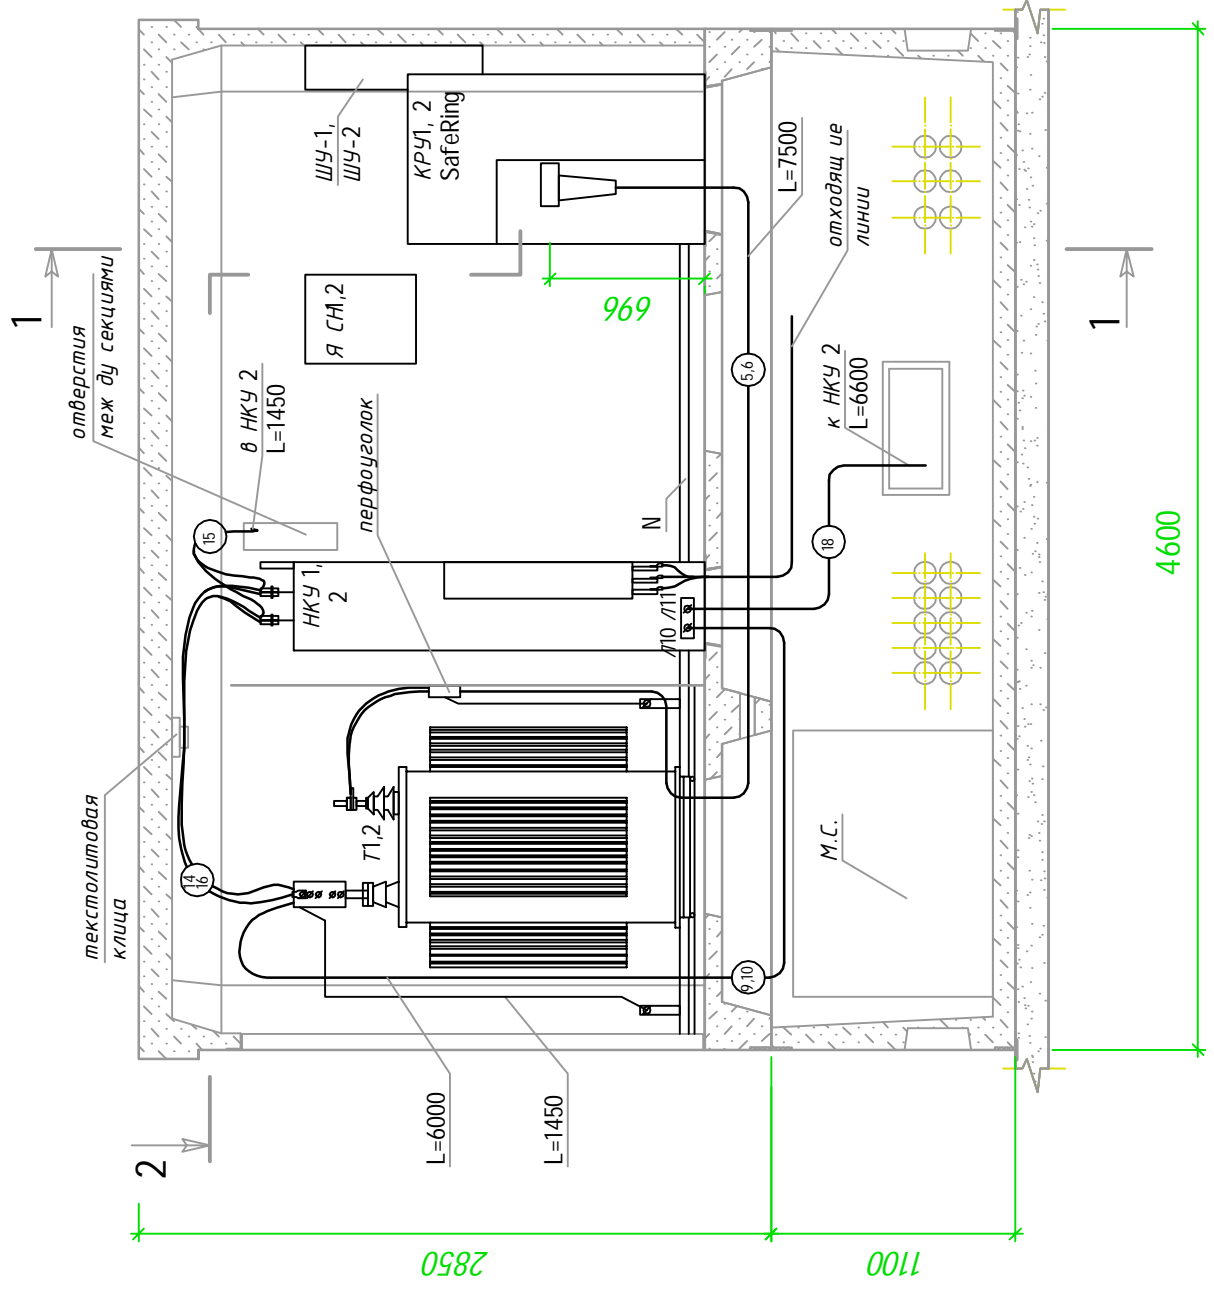 1
отверстия
меж ду секциями
ШУ-1,
ШУ-2
КРУ1, 2
SafeRing
L=7500
отходящ ие
линии
1
Я СН1,2
696
в НКУ 2
L=1450
перфоуголок
N
5,6
к НКУ 2
L=6600
4600
15
18
НКУ 1,
2
Л10 Л11
текстолитовая
клица
14
16
Т1,2
М.С.
9,10
2
L=6000
L=1450
2850
1100